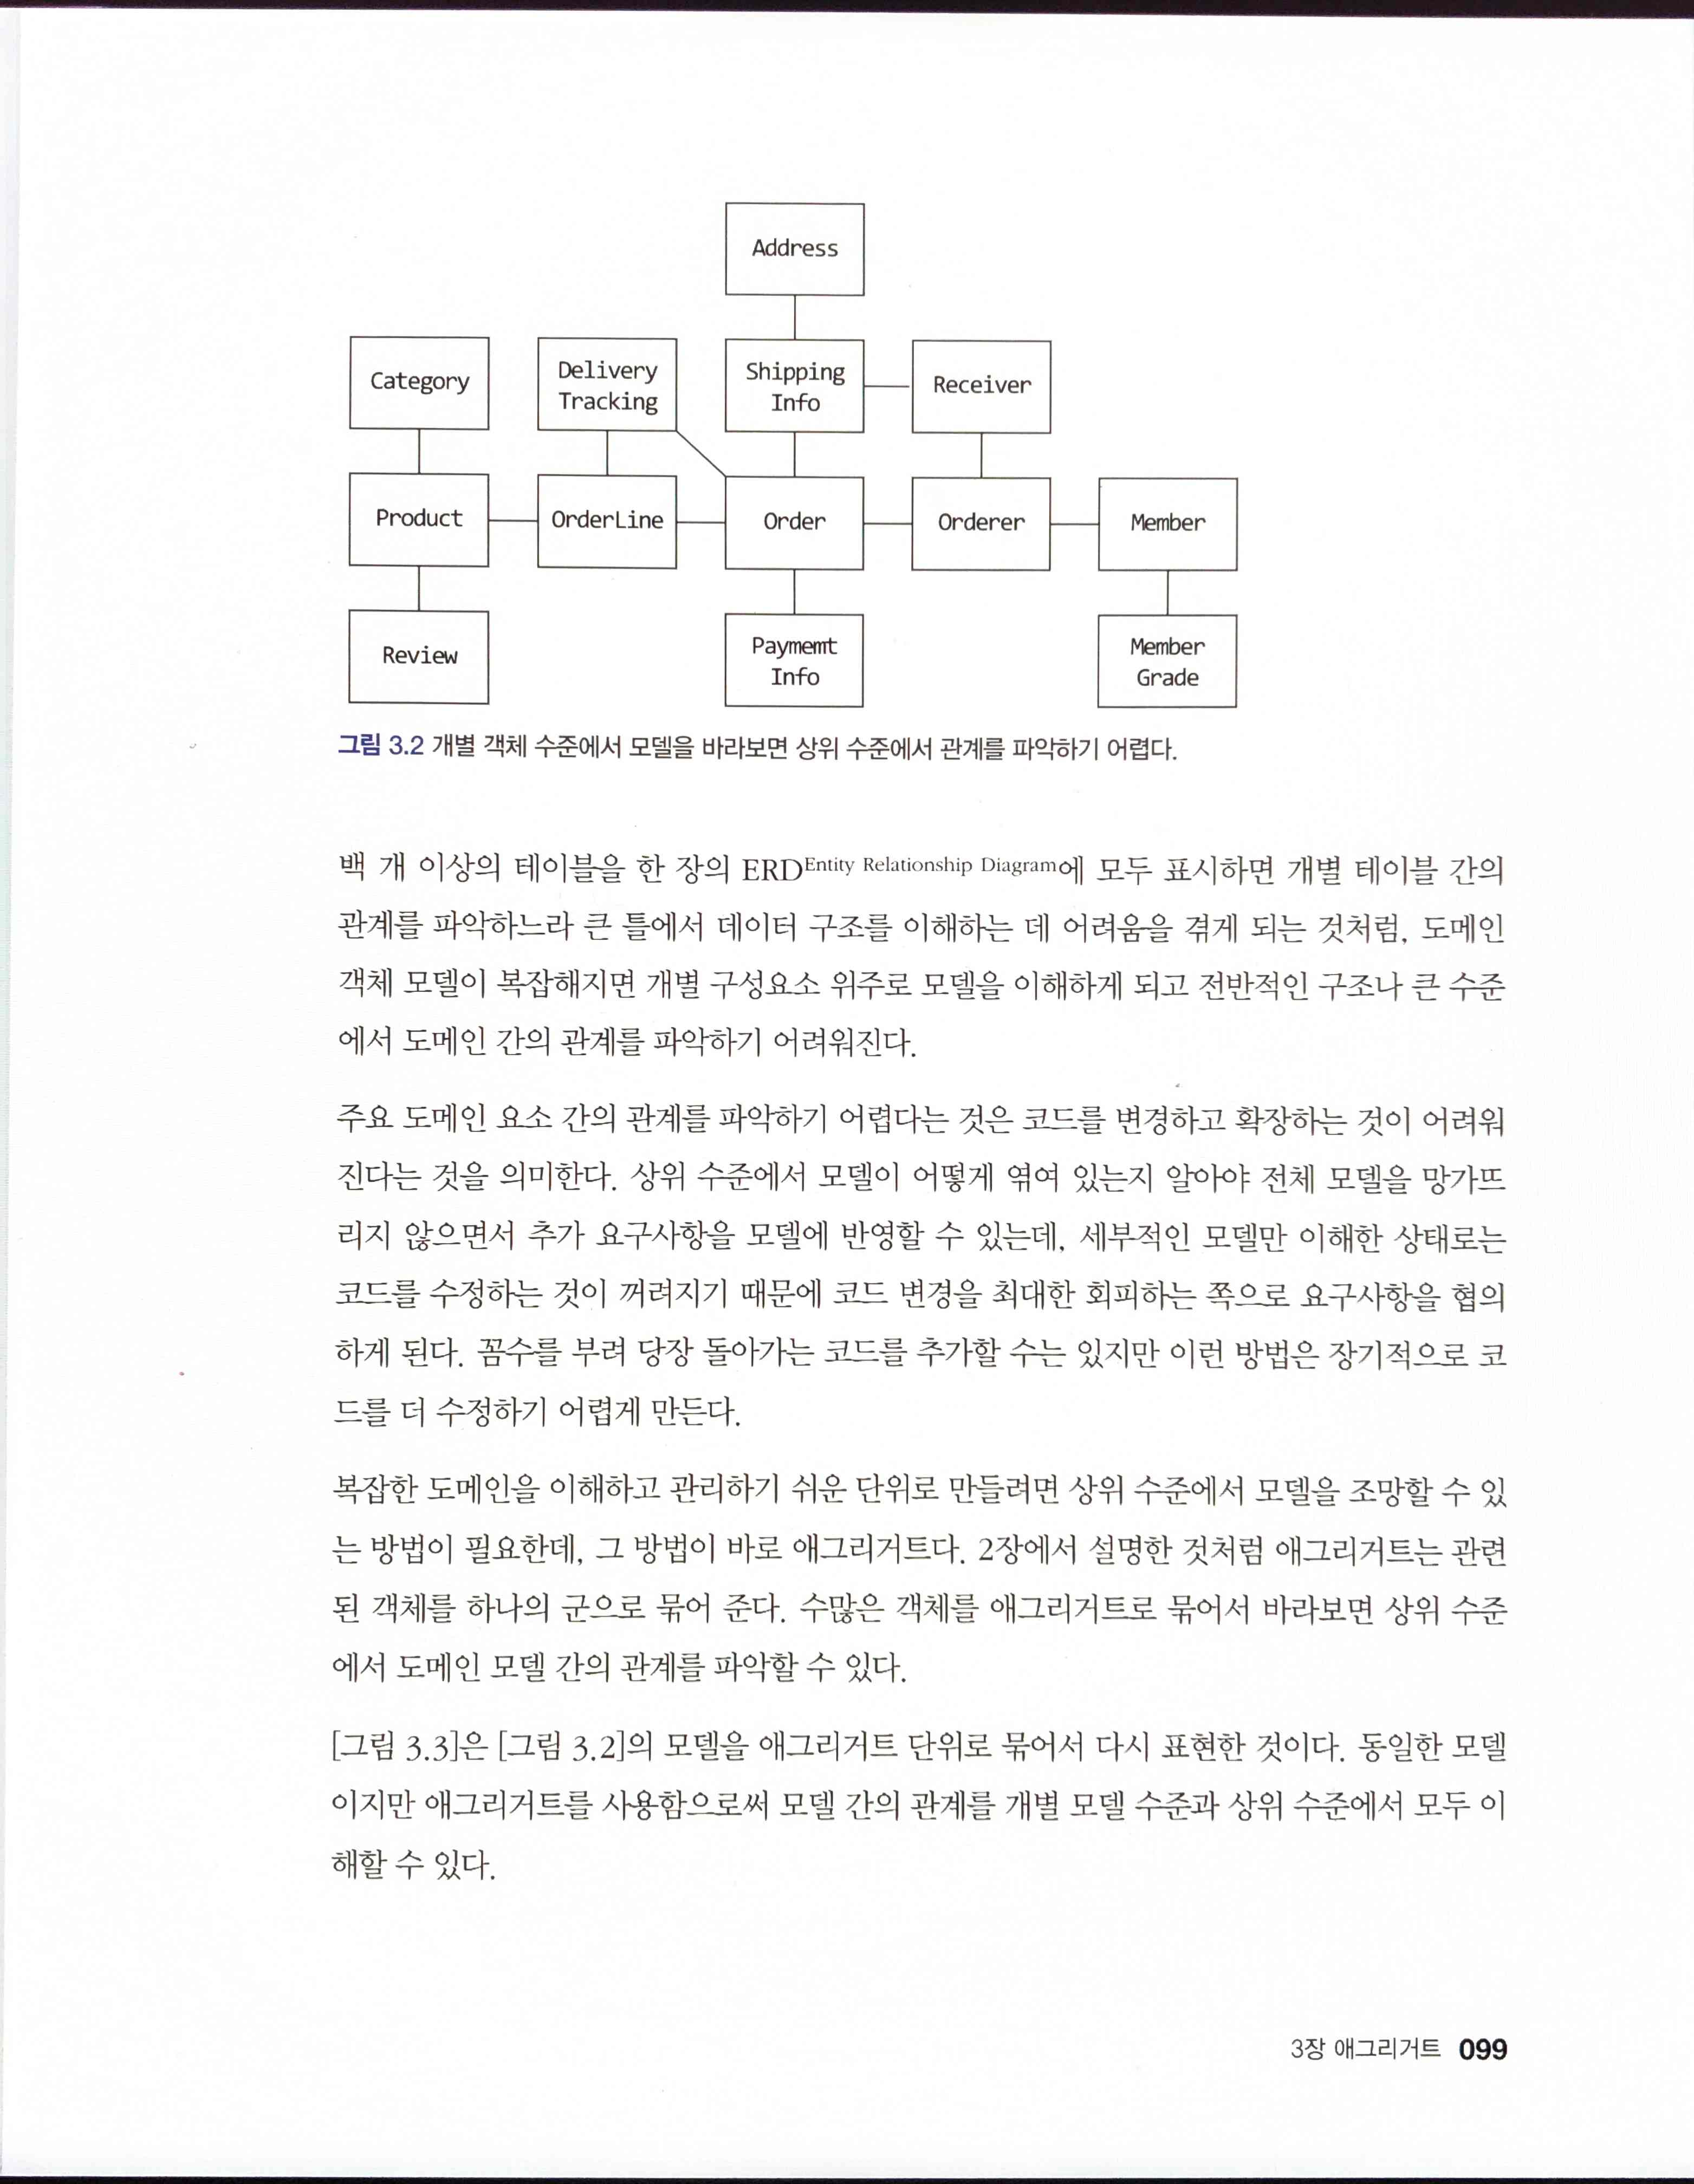 Address
Category
Delivery
Tracking
Shipping
Info
Receiver
Product
OrderLine
Order
Orderer
Member
Review
Paymemt
Info
Member
Grade
그림 3.2 개별 객체 수준에서 모델을 바라보면 상위 수준에서 관계를 파악하기 어렵다.
백 개 이상의 테이블을 한 장의 ERD Entity Relationship Diagram에 모두 표시하면 개별 테이블 간의
관계를 파악하느라 큰 틀에서 데이터 구조를 이해하는 데 어려움을 겪게 되는 것처럼, 도메인
객체 모델이 복잡해지면 개별 구성요소 위주로 모델을 이해하게 되고 전반적인 구조나 큰 수준
에서 도메인 간의 관계를 파악하기 어려워진다.
주요 도메인 요소 간의 관계를 파악하기 어렵다는 것은 코드를 변경하고 확장하는 것이 어려워
진다는 것을 의미한다. 상위 수준에서 모델이 어떻게 엮여 있는지 알아야 전체 모델을 망가뜨
리지 않으면서 추가 요구사항을 모델에 반영할 수 있는데, 세부적인 모델만 이해한 상태로는
코드를 수정하는 것이 꺼려지기 때문에 코드 변경을 최대한 회피하는 쪽으로 요구사항을 협의
하게 된다. 꼼수를 부려 당장 돌아가는 코드를 추가할 수는 있지만 이런 방법은 장기적으로 코
드를 더 수정하기 어렵게 만든다.
복잡한 도메인을 이해하고 관리하기 쉬운 단위로 만들려면 상위 수준에서 모델을 조망할 수 있
는 방법이 필요한데, 그 방법이 바로 애그리거트다. 2장에서 설명한 것처럼 애그리거트는 관련
된 객체를 하나의 군으로 묶어 준다. 수많은 객체를 애그리거트로 묶어서 바라보면 상위 수준
에서 도메인 모델 간의 관계를 파악할 수 있다.
[그림 3.3]은 [그림 3.2]의 모델을 애그리거트 단위로 묶어서 다시 표현한 것이다. 동일한 모델
이지만 애그리거트를 사용함으로써 모델 간의 관계를 개별 모델 수준과 상위 수준에서 모두 이
해할 수 있다.
3장 애그리거트 099